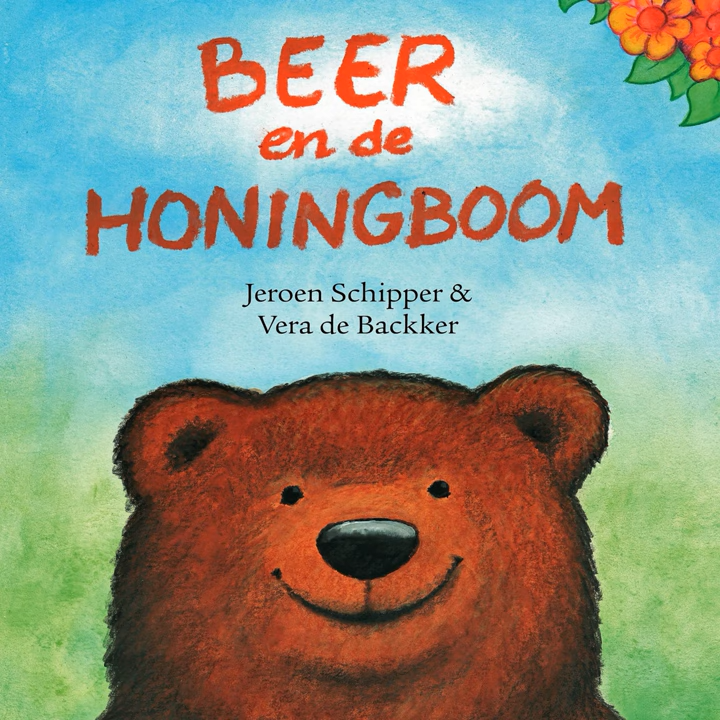 BEER
en de
HONINGBOOM
Jeroen Schipper &
Vera de Backker